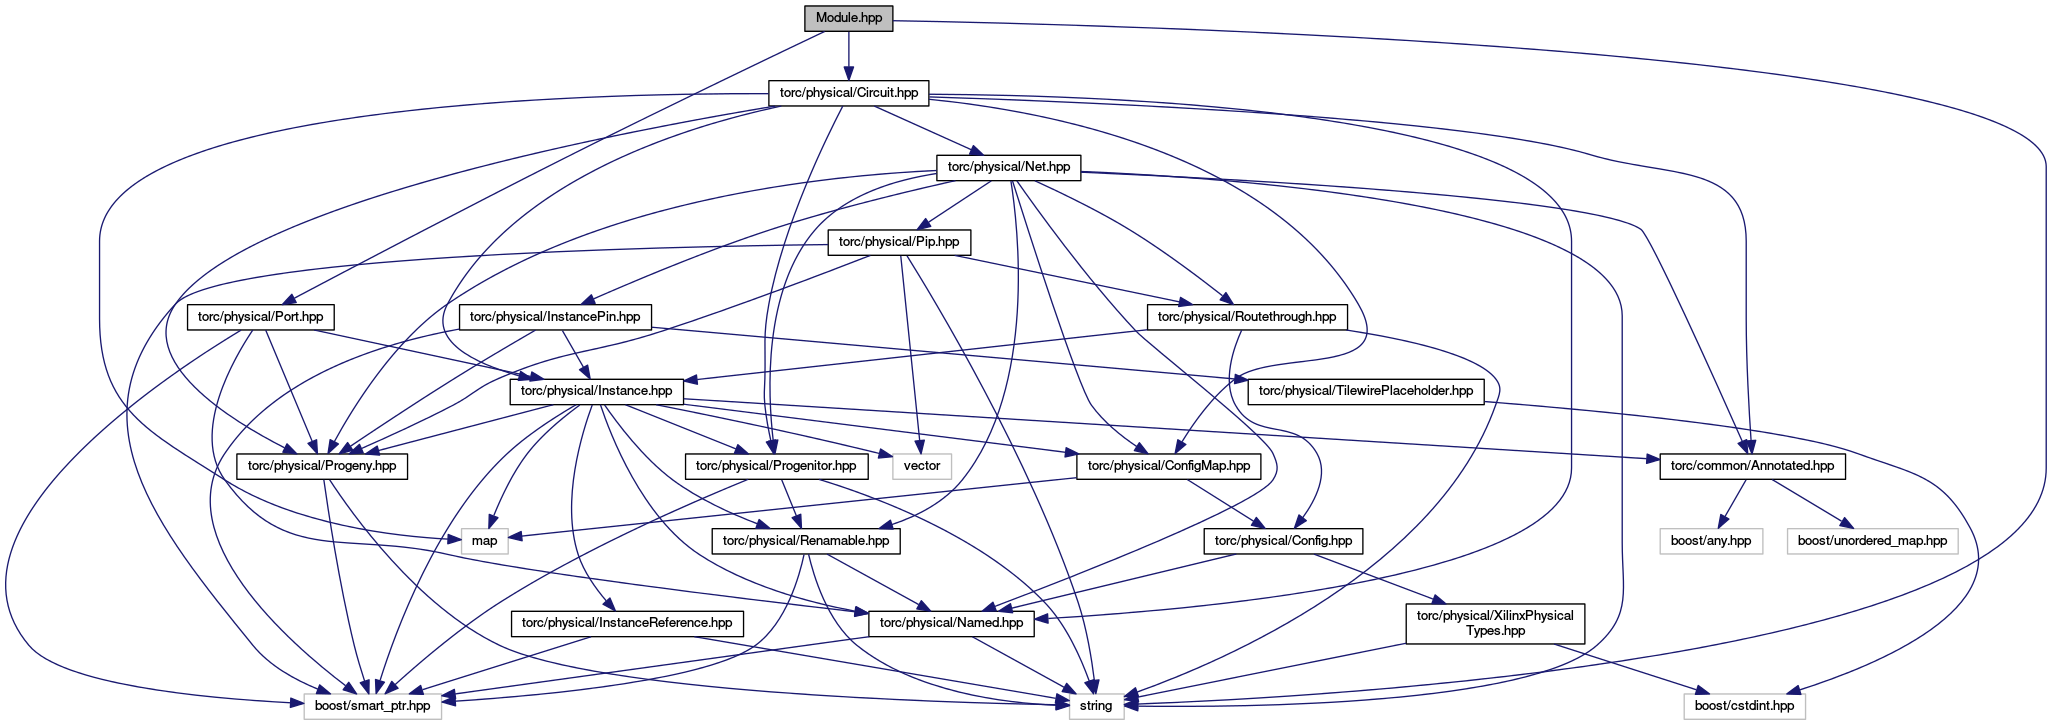 Module.hpp
torc/physical/Circuit.hpp
torc/physical/Net.hpp
torc/physical/Pip.hpp
torc/physical/Port.hpp
torc/physical/InstancePin.hpp
torc/physical/Routethrough.hpp
torc/physical/Instance.hpp
torc/physical/TilewirePlaceholder.hpp
torc/physical/Progeny.hpp
torc/physical/Progenitor.hpp
vector
torc/physical/ConfigMap.hpp
torc/common/Annotated.hpp
map
torc/physical/Renamable.hpp
torc/physical/Config.hpp
boost/any.hpp
boost/unordered_map.hpp
torc/physical/InstanceReference.hpp
torc/physical/Named.hpp
torc/physical/XilinxPhysical
Types.hpp
boost/smart_ptr.hpp
string
boost/cstdint.hpp